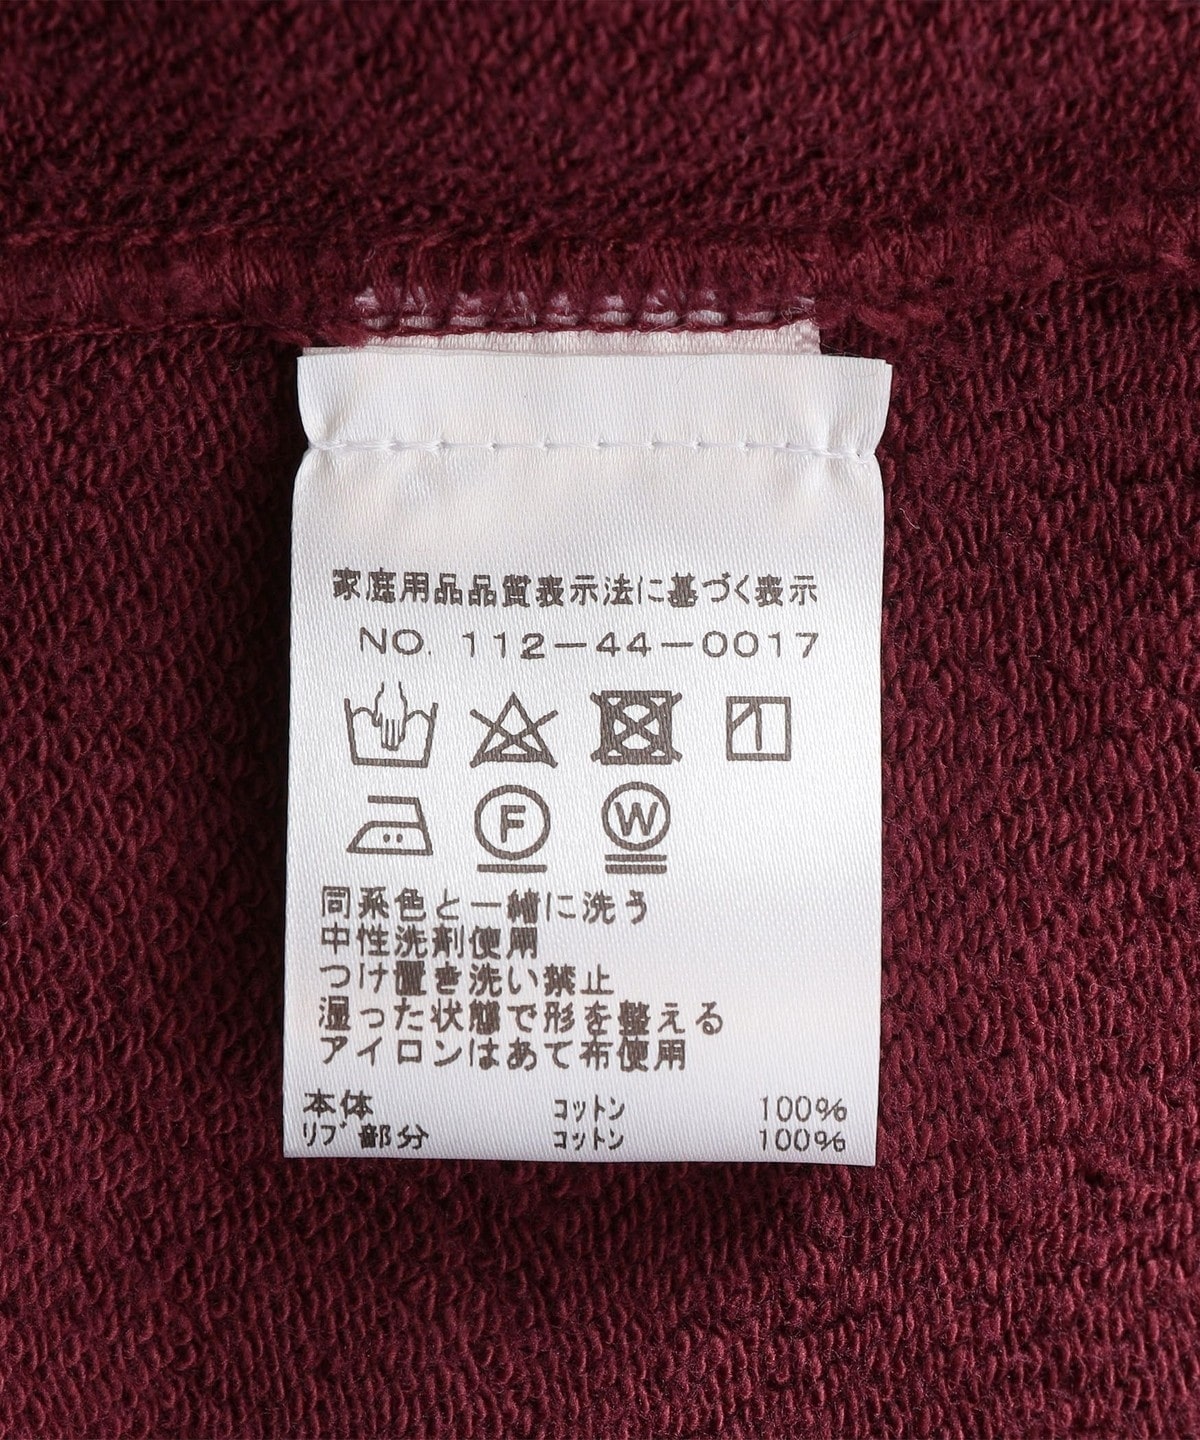 家庭用品品質表示法に基づく表示
NO. 112-44-0017
F W
同系色と一緒に洗う
中性洗剤使用
つけ置き洗い禁止
湿った状態で形を整える
アイロンはあて布使用
本体 コットン 100%
リブ部分 コットン 100%